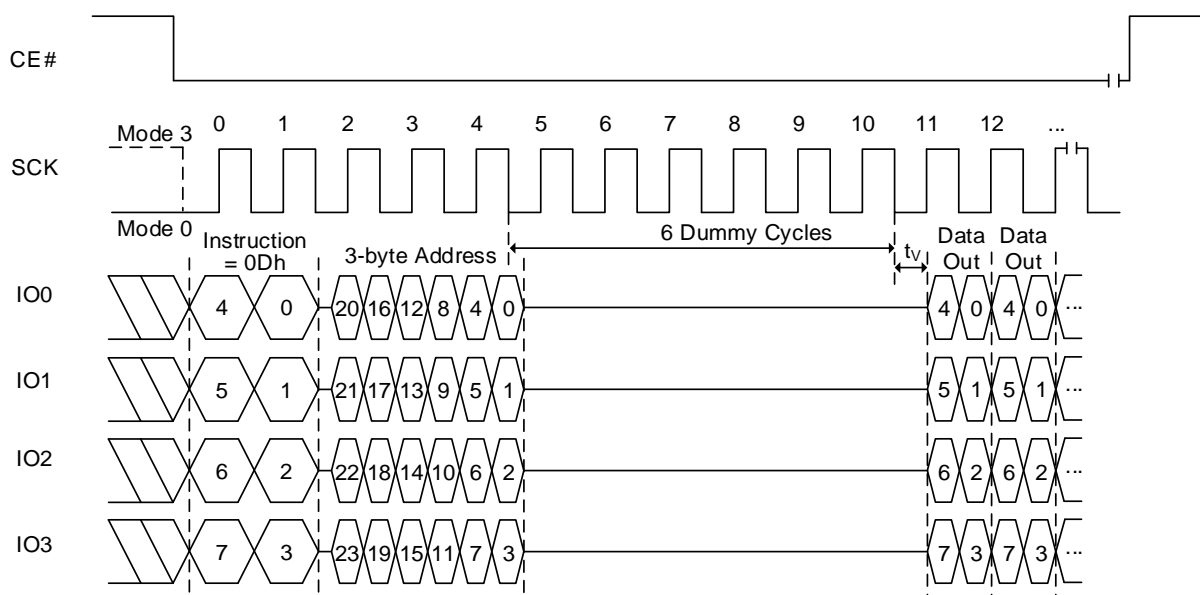 CE#
0 1 2 3 4 5 6 7 8 9 10 11 12 ...
Mode 3
SCK
Mode 0
Instruction
= 0Dh
3-byte Address
6 Dummy Cycles
tV
Data
Out
Data
Out
IO0 4 0 20 16 12 8 4 0 4 0 4 0 ...
IO1 5 1 21 17 13 9 5 1 5 1 5 1 ...
IO2 6 2 22 18 14 10 6 2 6 2 6 2 ...
IO3 7 3 23 19 15 11 7 3 7 3 7 3 ...